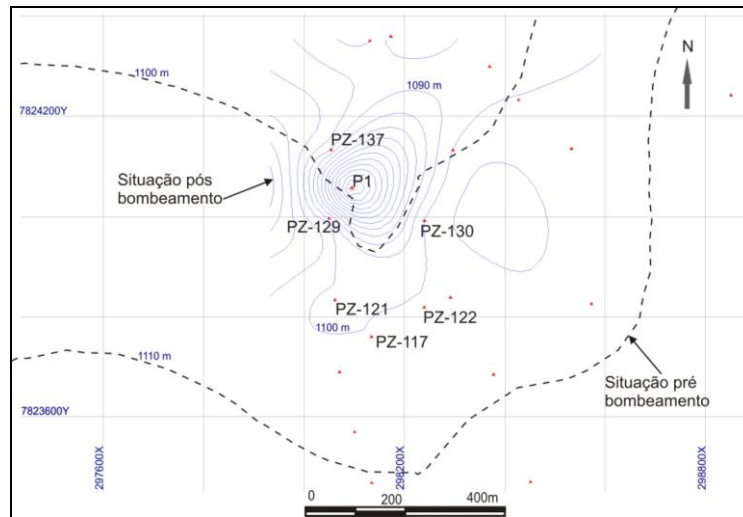 1100 m
1090 m
N
7824200Y
PZ-137
Situação pós
bombeamento
P1
PZ-129
PZ-130
PZ-121
PZ-122
1100 m
PZ-117
1110 m
Situação pré
bombeamento
7823600Y
297600X
298200X
298800X
0
200
400m